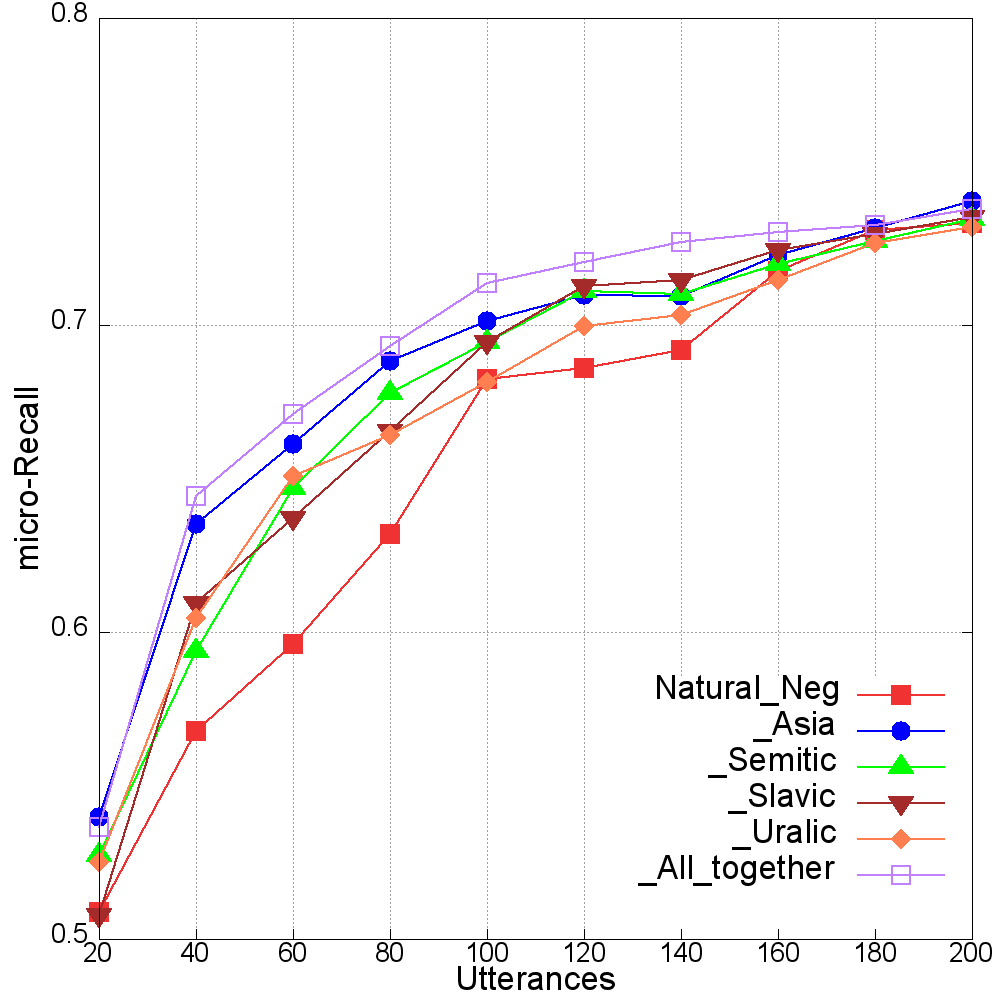 0.8
0.7
0.6
0.5
micro-Recall
Natural_Neg
_Asia
_Semitic
_Slavic
_Uralic
_All_together
20 40 60 80 100 120 140 160 180 200
Utterances